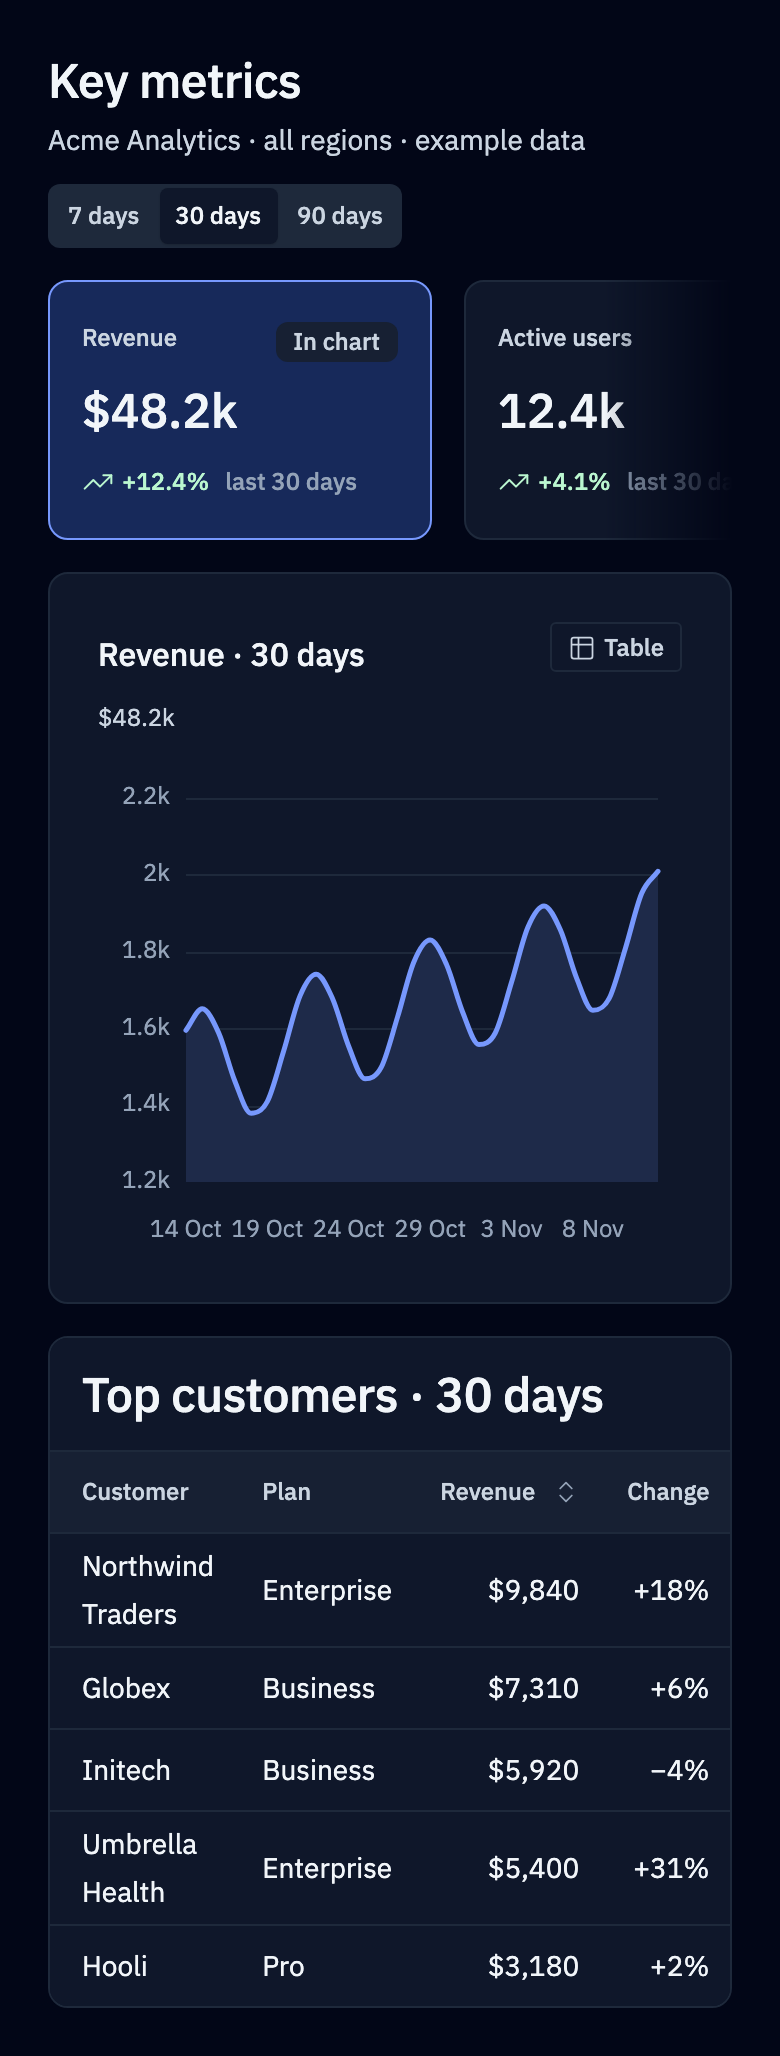 Key metrics
Acme Analytics · all regions · example data
7 days 30 days 90 days
Revenue In chart
$48.2k
+12.4% last 30 days
Active users
12.4k
+4.1% last 30 da
Revenue · 30 days
Table
$48.2k
2.2k
2k
1.8k
1.6k
1.4k
1.2k
14 Oct 19 Oct 24 Oct 29 Oct 3 Nov 8 Nov
Top customers · 30 days
Customer Plan Revenue Change
Northwind
Traders
Enterprise $9,840 +18%
Globex Business $7,310 +6%
Initech Business $5,920 −4%
Umbrella
Health
Enterprise $5,400 +31%
Hooli Pro $3,180 +2%